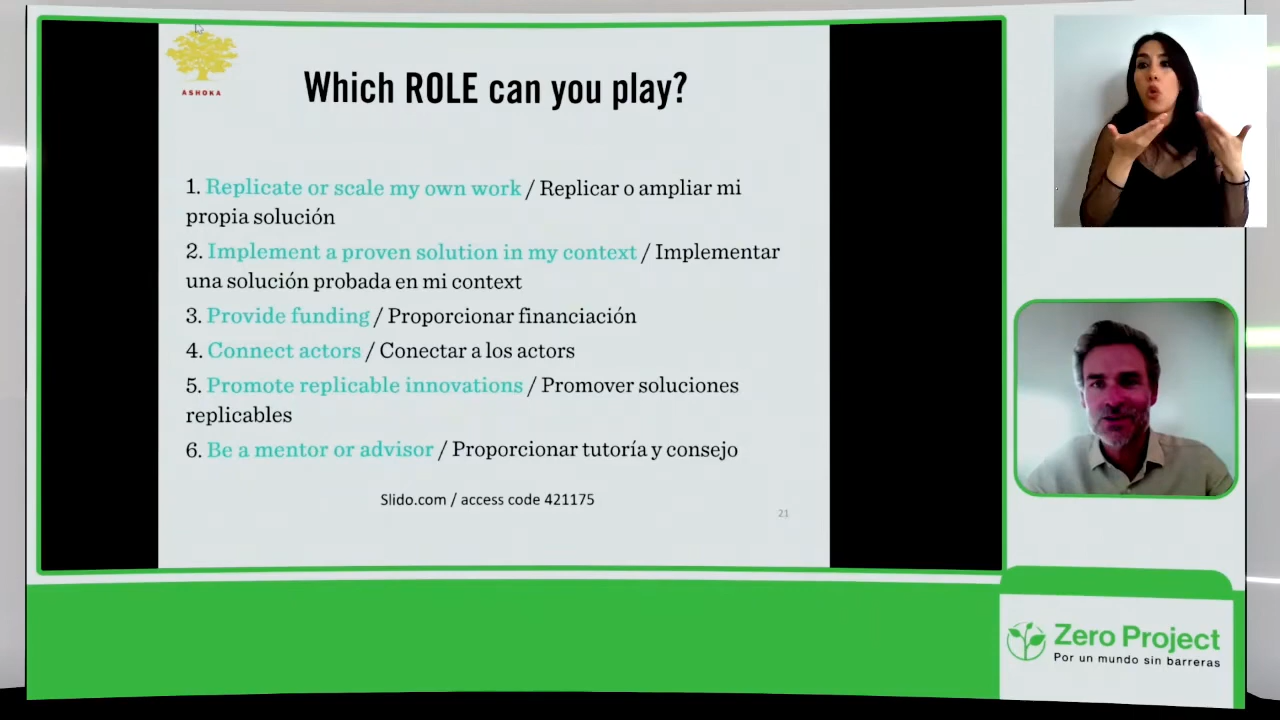 ASHOKA
Which ROLE can you play?
1. Replicate or scale my own work / Replicar o ampliar mi
propia solución
2. Implement a proven solution in my context / Implementar
una solución probada en mi context
3. Provide funding / Proporcionar financiación
4. Connect actors / Conectar a los actors
5. Promote replicable innovations / Promover soluciones
replicables
6. Be a mentor or advisor / Proporcionar tutoría y consejo
Slido.com / access code 421175
21
Zero Project
Por un mundo sin barreras